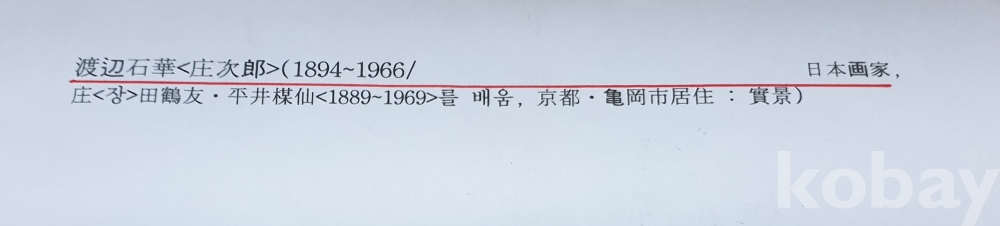 渡辺石華<庄次郎>(1894~1966/ 日本画家,
庄<장>田鶴友・平井楳仙<1889~1969>를 배움, 京都・亀岡市居住 : 實景)
kobay